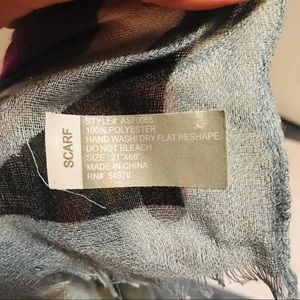 SCARF
STYLE# ASF0055
100% POLYESTER
HAND WASH/ DRY FLAT RESHAPE
DO NOT BLEACH
SIZE : 21"X68"
MADE IN CHINA
RN# 54976